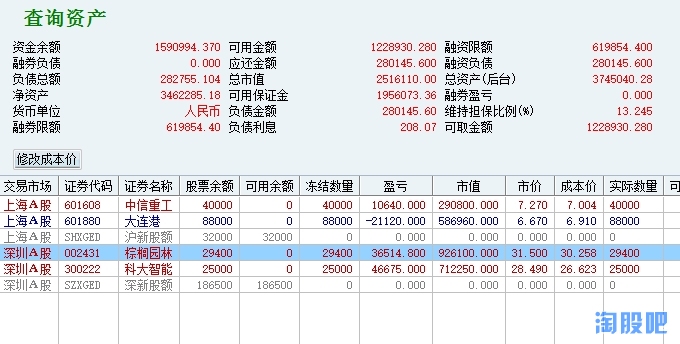 查询资产
资金余额 1590994.370 可用金额 1228930.280 融资限额 619854.400
融券负债 0.000 应还金额 280145.600 融资负债 280145.600
负债总额 282755.104 总市值 2516110.00 总资产(后台) 3745040.28
净资产 3462285.18 可用保证金 1956073.36 融券盈亏 0.000
货币单位 人民币 负债金额 280145.60 维持担保比例(%) 13.245
融券限额 619854.40 负债利息 208.07 可取金额 1228930.280
修改成本价
交易市场 证券代码 证券名称 股票余额 可用余额 冻结数量 盈亏 市值 市价 成本价 实际数量 可
上海A股 601608 中信重工 40000 0 40000 10640.000 290800.000 7.270 7.004 40000
上海A股 601880 大连港 88000 0 88000 -21120.000 586960.000 6.670 6.910 88000
上海A股 SHXGED 沪新股额 32000 32000 0 0.000 0.000 0.000 0.000 0
深圳A股 002431 棕榈园林 29400 0 29400 36514.800 926100.000 31.500 30.258 29400
深圳A股 300222 科大智能 25000 0 25000 46675.000 712250.000 28.490 26.623 25000
深圳A股 SZXGED 深新股额 186500 186500 0 0.000 0.000 0.000 0.000 0
淘股吧